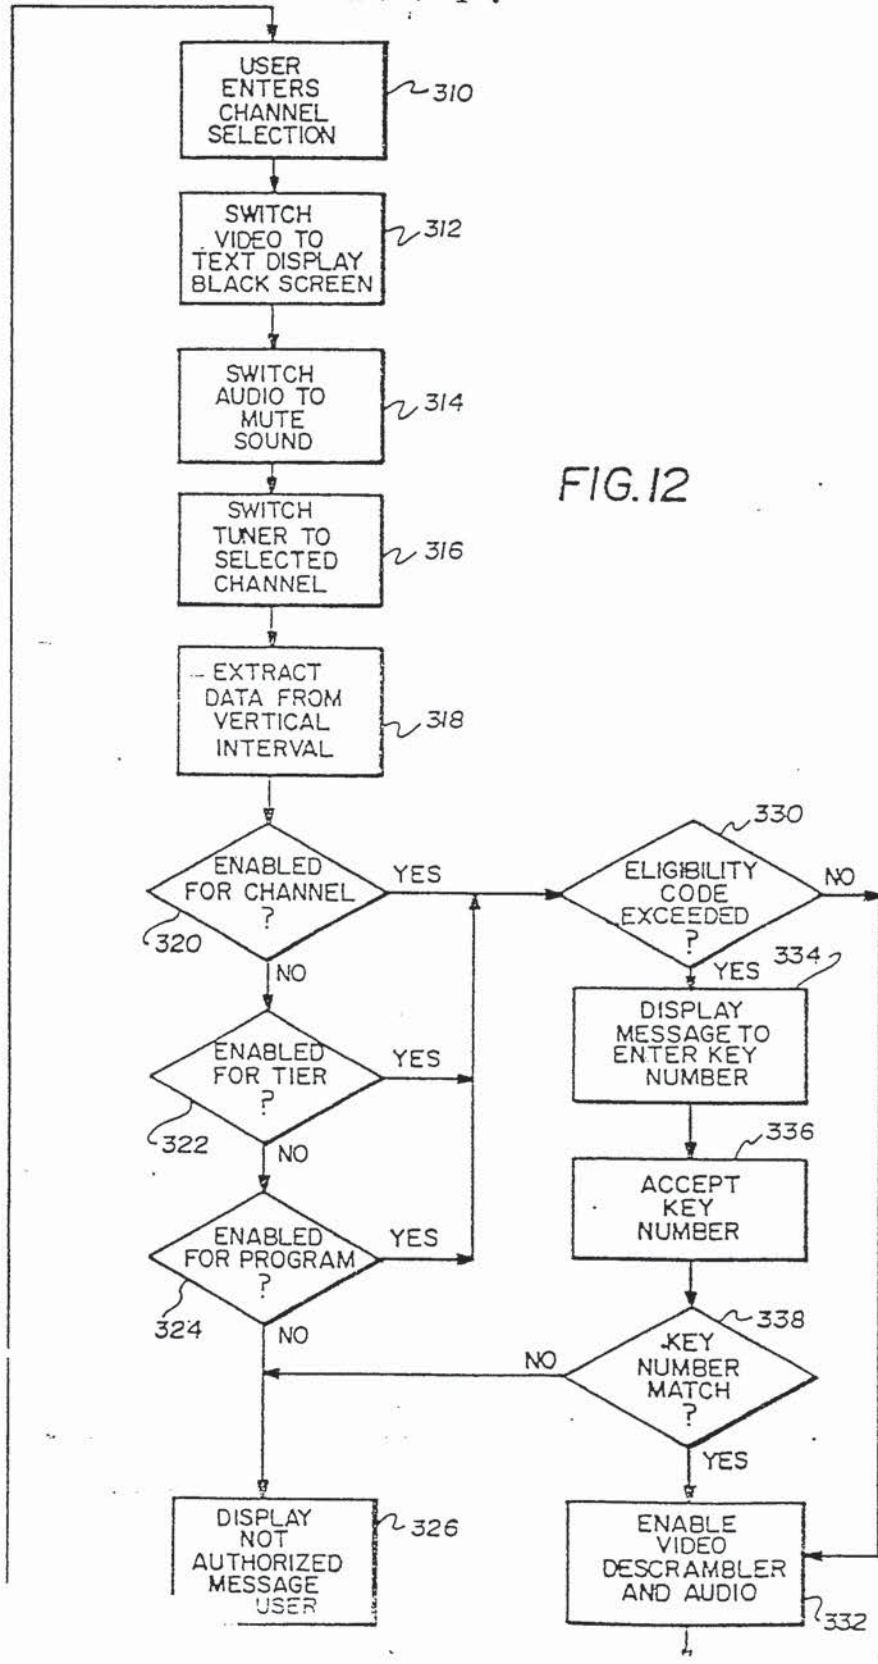 USER
ENTERS
CHANNEL
SELECTION
310
SWITCH
VIDEO TO
TEXT DISPLAY
BLACK SCREEN
312
SWITCH
AUDIO TO
MUTE
SOUND
314
FIG.12
SWITCH
TUNER TO
SELECTED
CHANNEL
316
EXTRACT
DATA FROM
VERTICAL
INTERVAL
318
ENABLED
FOR CHANNEL
?
320
YES
NO
330
ELIGIBILITY
CODE
EXCEEDED
?
NO
YES
334
ENABLED
FOR TIER
?
322
YES
NO
DISPLAY
MESSAGE TO
ENTER KEY
NUMBER
336
ACCEPT
KEY
NUMBER
ENABLED
FOR PROGRAM
?
324
YES
NO
338
KEY
NUMBER
MATCH
?
NO
YES
DISPLAY
NOT
AUTHORIZED
MESSAGE
USER
326
ENABLE
VIDEO
DESCRAMBLER
AND AUDIO
332